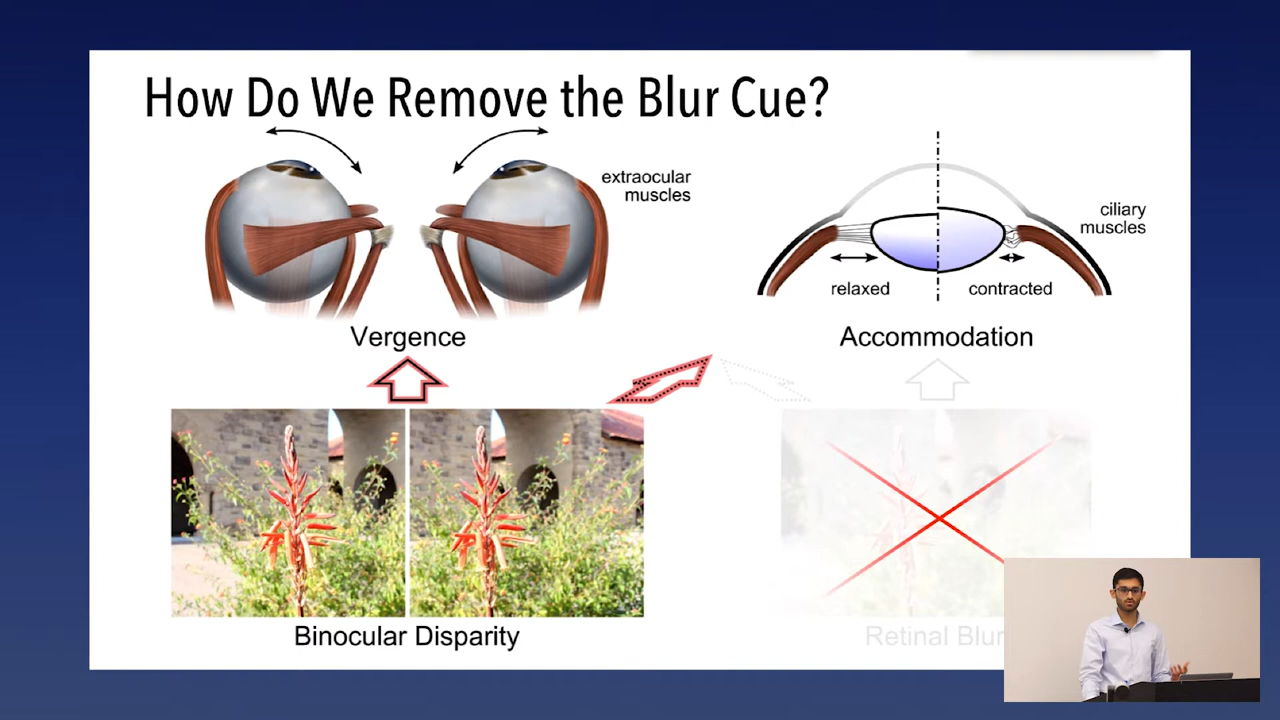 How Do We Remove the Blur Cue?
extraocular
muscles
ciliary
muscles
relaxed
contracted
Vergence
Accommodation
Binocular Disparity
Retinal Blur